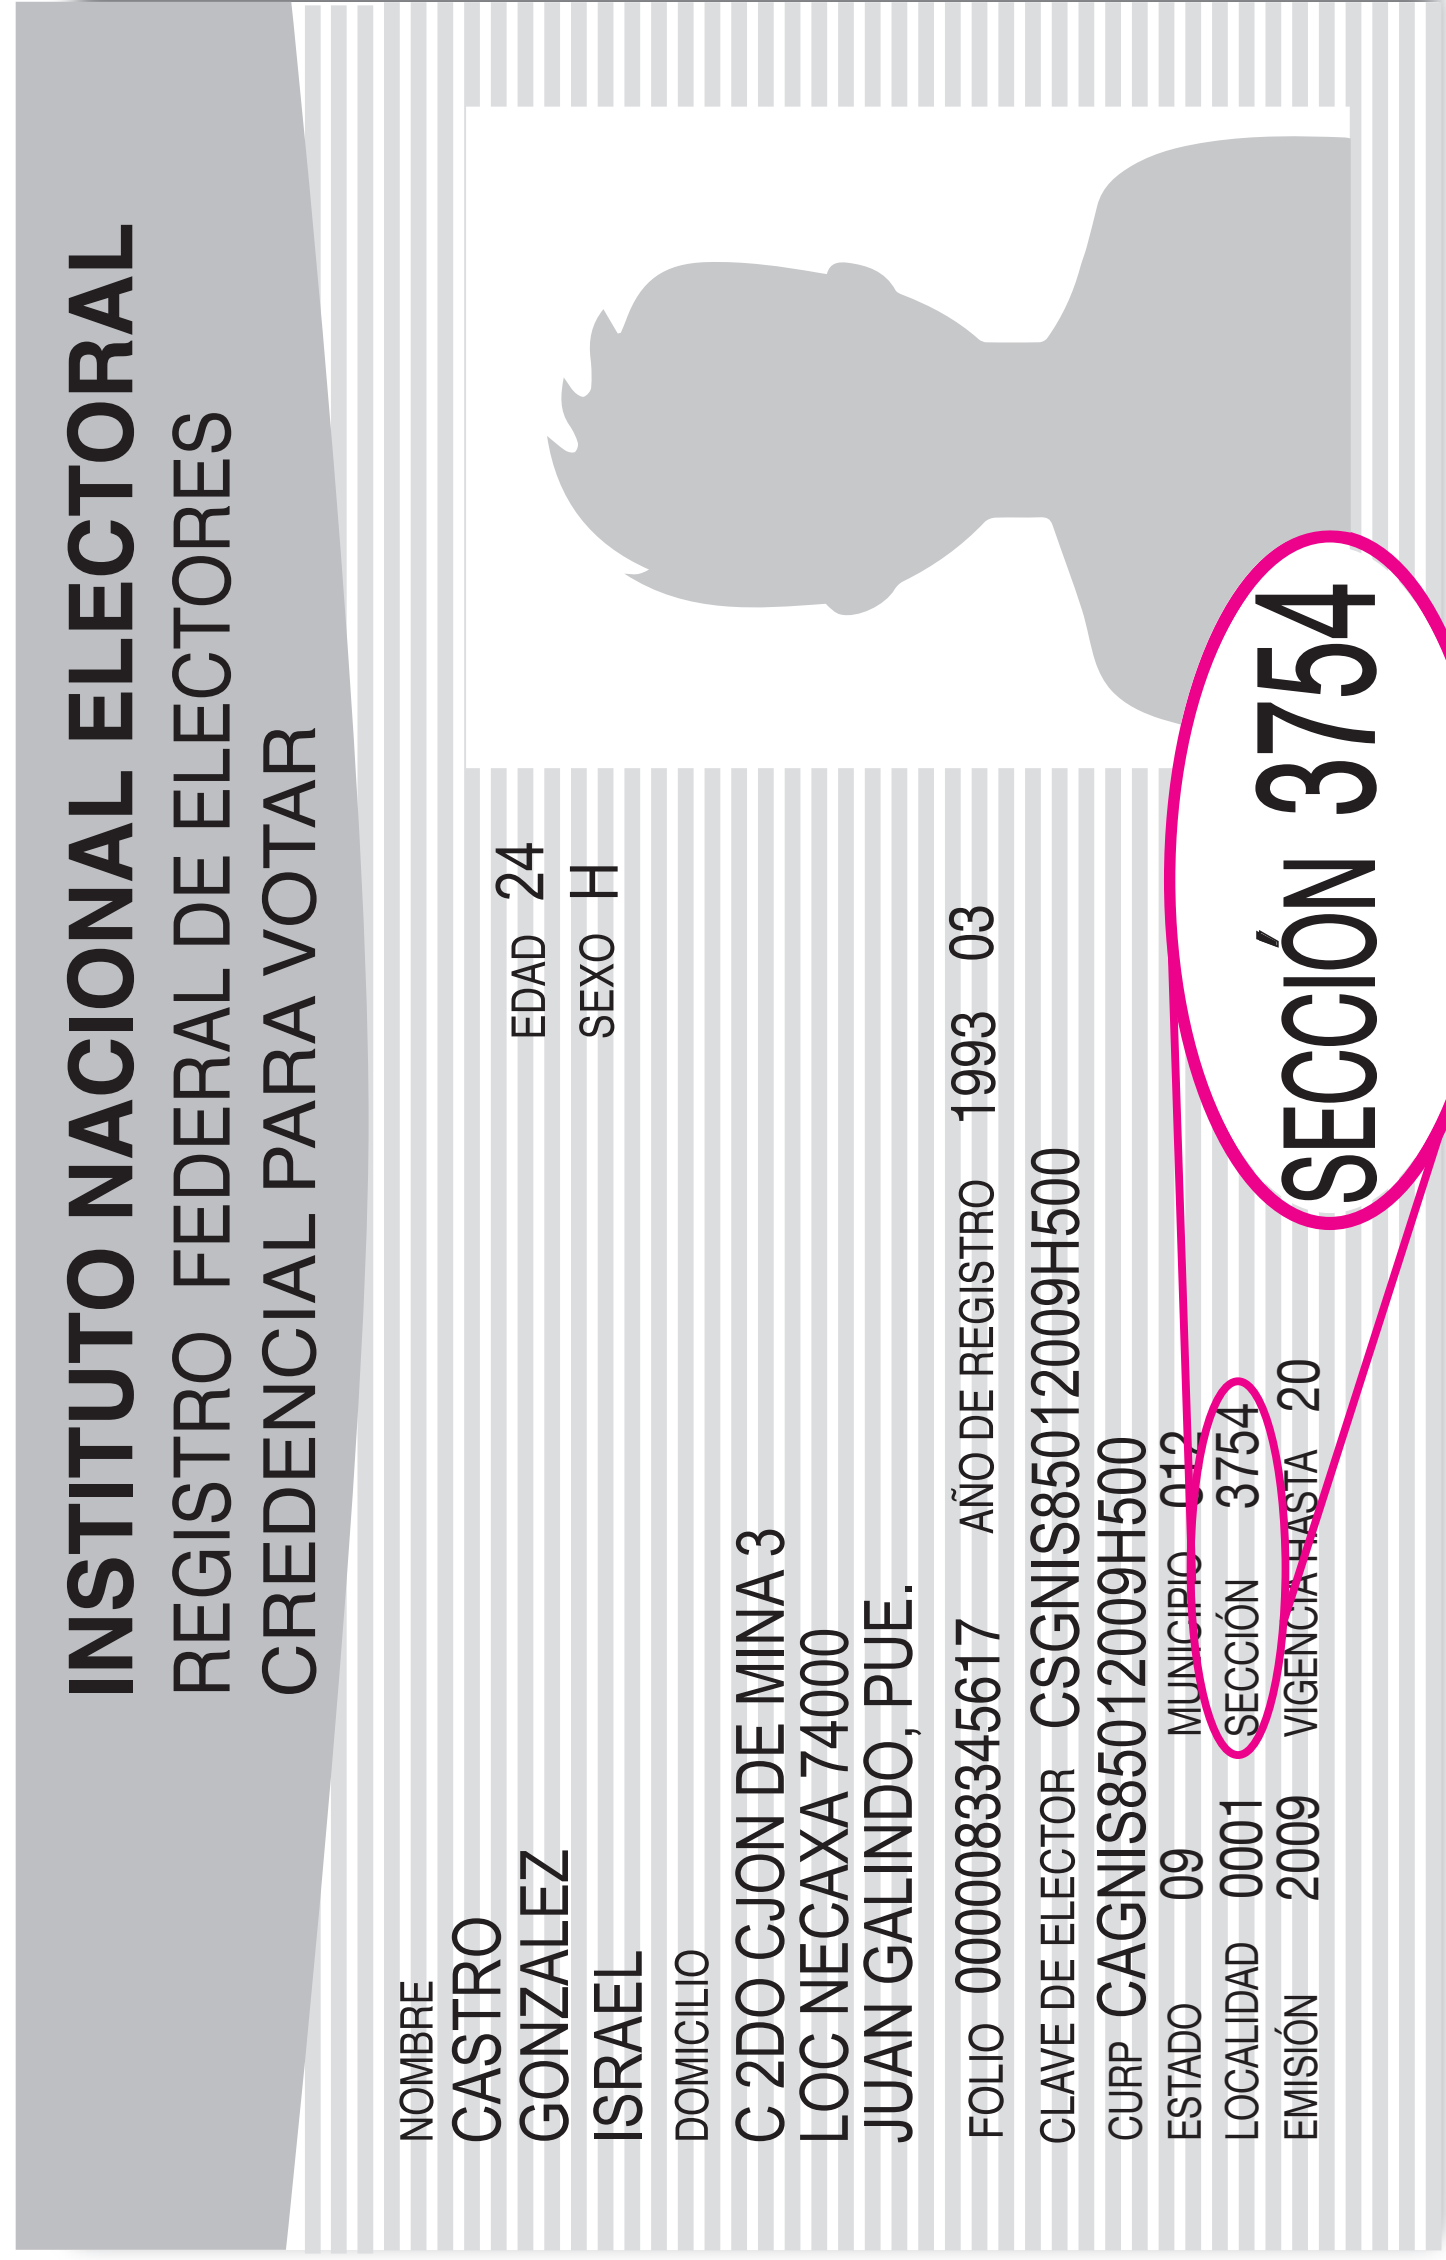 INSTITUTO NACIONAL ELECTORAL
REGISTRO FEDERAL DE ELECTORES
CREDENCIAL PARA VOTAR
NOMBRE
CASTRO
GONZALEZ
ISRAEL
EDAD 24
SEXO H
DOMICILIO
C 2DO CJON DE MINA 3
LOC NECAXA 74000
JUAN GALINDO, PUE.
FOLIO 0000083345617 AÑO DE REGISTRO 1993 03
CLAVE DE ELECTOR CSGNIS85012009H500
CURP CAGNIS85012009H500
ESTADO 09 MUNICIPIO 012
LOCALIDAD 0001 SECCIÓN 3754
EMISIÓN 2009 VIGENCIA HASTA 20
SECCIÓN 3754